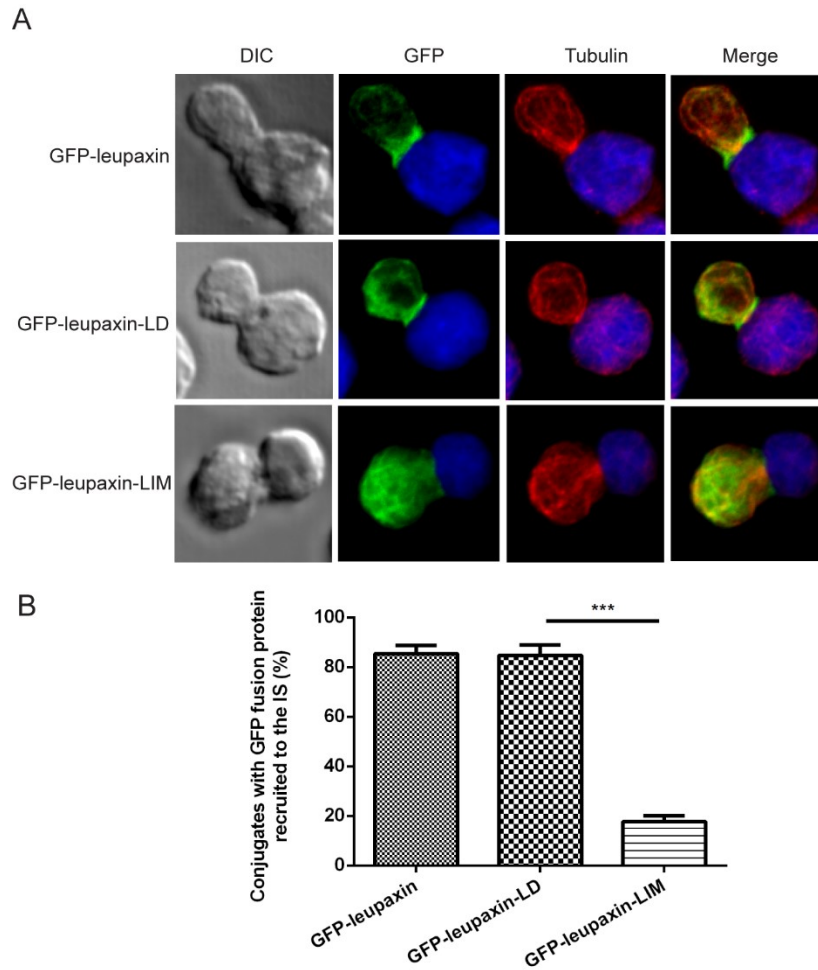 A
DIC GFP Tubulin Merge
GFP-leupaxin
GFP-leupaxin-LD
GFP-leupaxin-LIM
B
Conjugates with GFP fusion protein
recruited to the IS (%)
100
80
60
40
20
0
***
GFP-leupaxin
GFP-leupaxin-LD
GFP-leupaxin-LIM